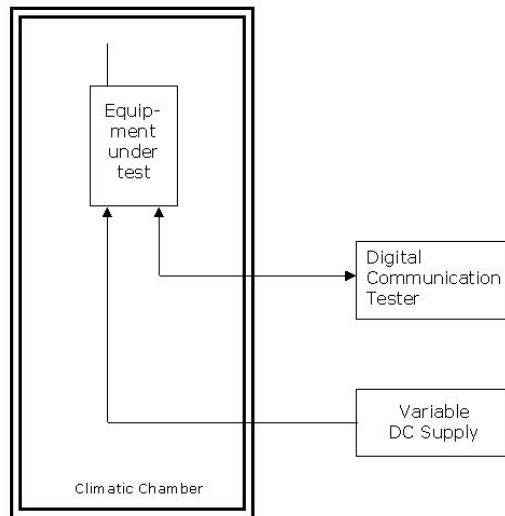 Equip-
ment
under
test
Digital
Communication
Tester
Variable
DC Supply
Climatic Chamber